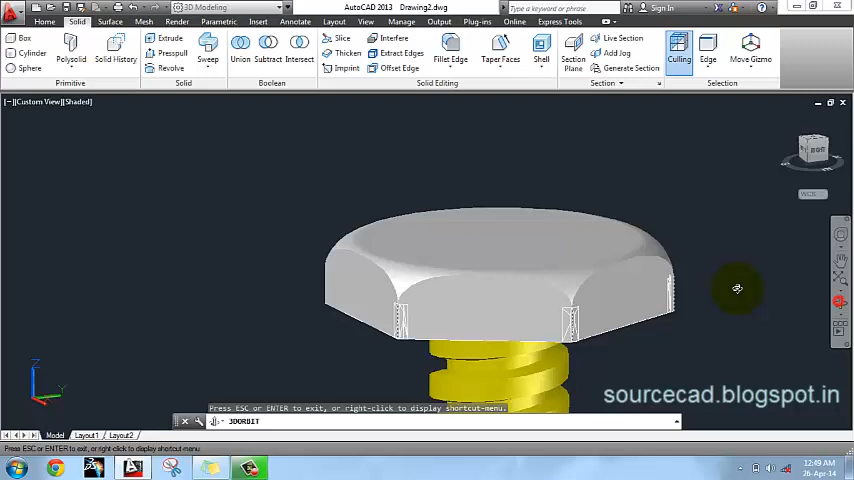 3D Modeling
AutoCAD 2013 Drawing2.dwg
Type a keyword or phrase
Sign In
Home Solid Surface Mesh Render Parametric Insert Annotate Layout View Manage Output Plug-ins Online Express Tools
Box
Cylinder
Sphere
Polysolid
Solid History
Extrude
Presspull
Revolve
Sweep
Union
Subtract
Intersect
Slice
Thicken
Imprint
Interfere
Extract Edges
Offset Edge
Fillet Edge
Taper Faces
Shell
Section Plane
Live Section
Add Jog
Generate Section
Culling
Edge
Move Gizmo
Primitive
Solid
Boolean
Solid Editing
Section
Selection
[−][Custom View][Shaded]
WCS
Z
Y
sourcecad.blogspot.in
Press ESC or ENTER to exit, or right-click to display shortcut-menu.
3DORBIT
Model Layout1 Layout2
Press ESC or ENTER to exit, or right-click to display shortcut-menu.
12:49 AM
26-Apr-14